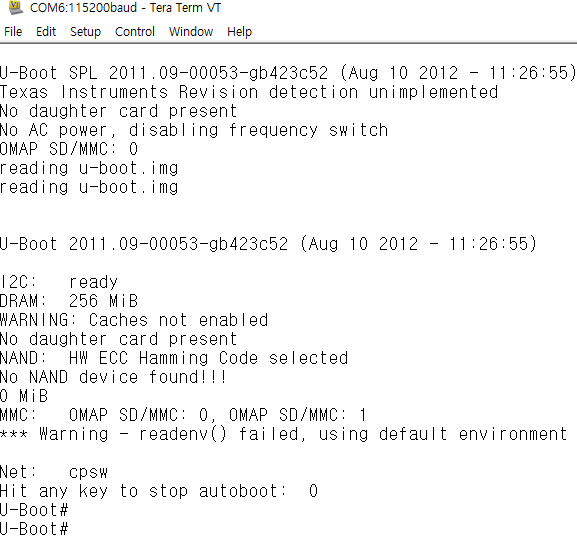 COM6:115200baud - Tera Term VT
File Edit Setup Control Window Help
U-Boot SPL 2011.09-00053-gb423c52 (Aug 10 2012 - 11:26:55)
Texas Instruments Revision detection unimplemented
No daughter card present
No AC power, disabling frequency switch
OMAP SD/MMC: 0
reading u-boot.img
reading u-boot.img
U-Boot 2011.09-00053-gb423c52 (Aug 10 2012 - 11:26:55)
I2C: ready
DRAM: 256 MiB
WARNING: Caches not enabled
No daughter card present
NAND: HW ECC Hamming Code selected
No NAND device found!!!
0 MiB
MMC: OMAP SD/MMC: 0, OMAP SD/MMC: 1
*** Warning - readenv() failed, using default environment
Net: cpsw
Hit any key to stop autoboot: 0
U-Boot#
U-Boot#